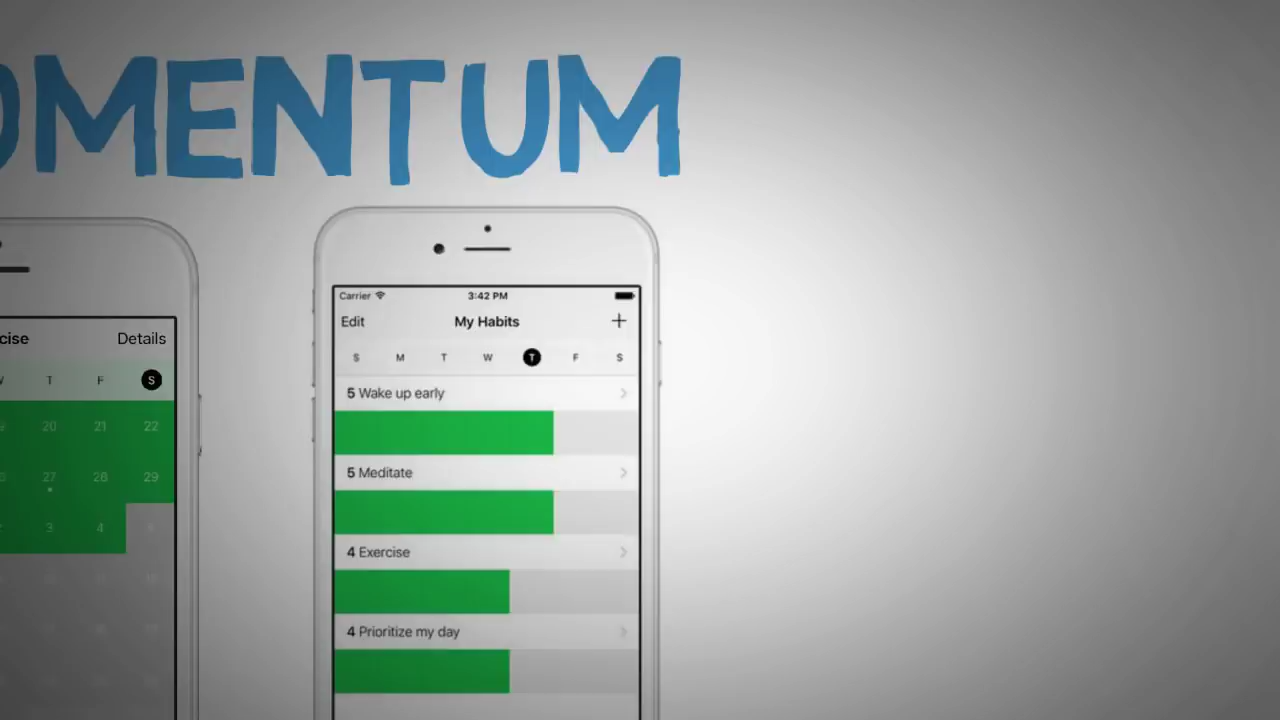 OMENTUM
cise Details
T F S
20 21 22
27 28 29
3 4
Carrier 3:42 PM
Edit My Habits +
S M T W T F S
5 Wake up early
5 Meditate
4 Exercise
4 Prioritize my day